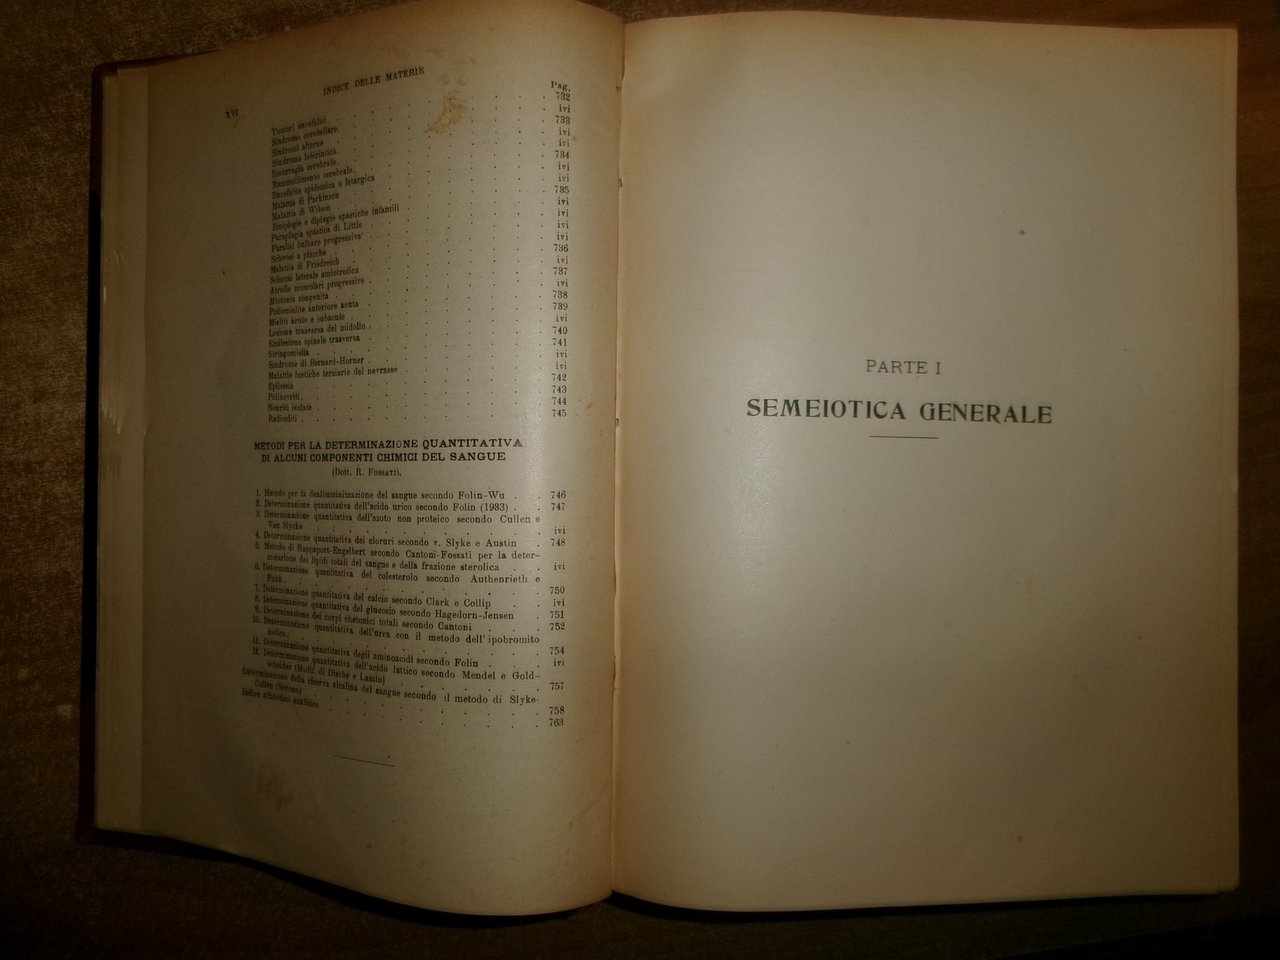 XVI
INDICE DELLE MATERIE
Pag.
Tumori encefalici . . . . . . . . 732
Sindrome cerebellare. . . . . . . . ivi
Sindromi alterne . . . . . . . . 733
Sindrome labirintica. . . . . . . . ivi
Emorragia cerebrale. . . . . . . . ivi
Rammollimento cerebrale. . . . . . . . 734
Encefalite epidemica o letargica . . . . . . . ivi
Malattia di Parkinson . . . . . . . . ivi
Malattia di Wilson . . . . . . . . 735
Emiplegie e diplegie spastiche infantili . . . . . . ivi
Paraplegia spastica di Little . . . . . . . ivi
Paralisi bulbare progressiva . . . . . . . ivi
Sclerosi a placche . . . . . . . . ivi
Malattia di Friedreich . . . . . . . . 736
Sclerosi laterale amiotrofica . . . . . . . ivi
Atrofie muscolari progressive . . . . . . . 737
Miotonia congenita . . . . . . . . ivi
Poliomielite anteriore acuta . . . . . . . 738
Mieliti acute e subacute . . . . . . . . 739
Lesione trasversa del midollo . . . . . . . ivi
Emilesione spinale trasversa . . . . . . . 740
Siringomielia . . . . . . . . 741
Sindrome di Bernard-Horner . . . . . . . ivi
Malattie luetiche terziarie del nevrasse . . . . . . ivi
Epilessia . . . . . . . . 742
Polinevriti . . . . . . . . 743
Neuriti isolate . . . . . . . . 744
Radicoliti . . . . . . . . 745
METODI PER LA DETERMINAZIONE QUANTITATIVA
DI ALCUNI COMPONENTI CHIMICI DEL SANGUE
(Dott. R. FOSSATI).
1. Metodo per la dealbuminizzazione del sangue secondo Folin-Wu . . 746
2. Determinazione quantitativa dell'acido urico secondo Folin (1933) . . 747
3. Determinazione quantitativa dell'azoto non proteico secondo Cullen e
Van Slycke . . . . . . . . ivi
4. Determinazione quantitativa dei cloruri secondo v. Slyke e Austin . 748
5. Metodo di Rappaport-Engelbert secondo Cantoni-Fossati per la deter-
minazione dei lipidi totali del sangue e della frazione sterolica . . ivi
6. Determinazione quantitativa del colesterolo secondo Authenrieth e
Funk . . . . . . . . 750
7. Determinazione quantitativa del calcio secondo Clark e Collip . . ivi
8. Determinazione quantitativa del glucosio secondo Hagedorn-Jensen . 751
9. Determinazione dei corpi chetonici totali secondo Cantoni . . 752
10. Determinazione quantitativa dell'urea con il metodo dell'ipobromito
sodico . . . . . . . . 754
11. Determinazione quantitativa degli aminoacidi secondo Folin . . ivi
12. Determinazione quantitativa dell'acido lattico secondo Mendel e Gold-
scheider (Modif. di Dische e Laszlo) . . . . . . 757
Determinazione della riserva alcalina del sangue secondo il metodo di Slyke-
Cullen (Serono) . . . . . . . . 758
Indice alfabetico analitico . . . . . . . 763
PARTE I
SEMEIOTICA GENERALE